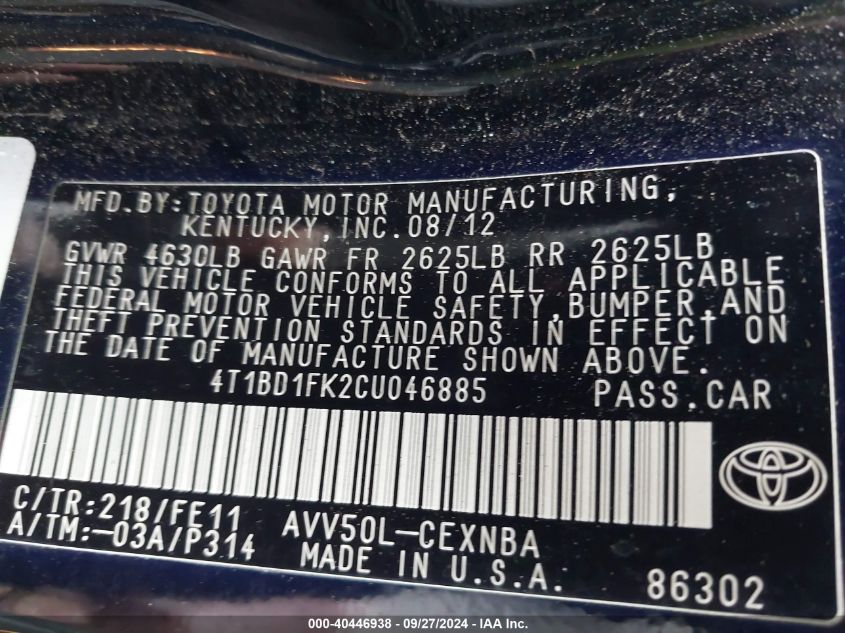 MFD.BY:TOYOTA MOTOR MANUFACTURING,
KENTUCKY, INC.08/12
GVWR 4630LB GAWR FR 2625LB RR 2625LB
THIS VEHICLE CONFORMS TO ALL APPLICABLE
FEDERAL MOTOR VEHICLE SAFETY,BUMPER,AND
THEFT PREVENTION STANDARDS IN EFFECT ON
THE DATE OF MANUFACTURE SHOWN ABOVE.
4T1BD1FK2CU046885 PASS.CAR
C/TR:218/FE11 AVV50L-CEXNBA
A/TM:-03A/P314 MADE IN U.S.A. 86302
000-40446938 - 09/27/2024 - IAAI Inc.